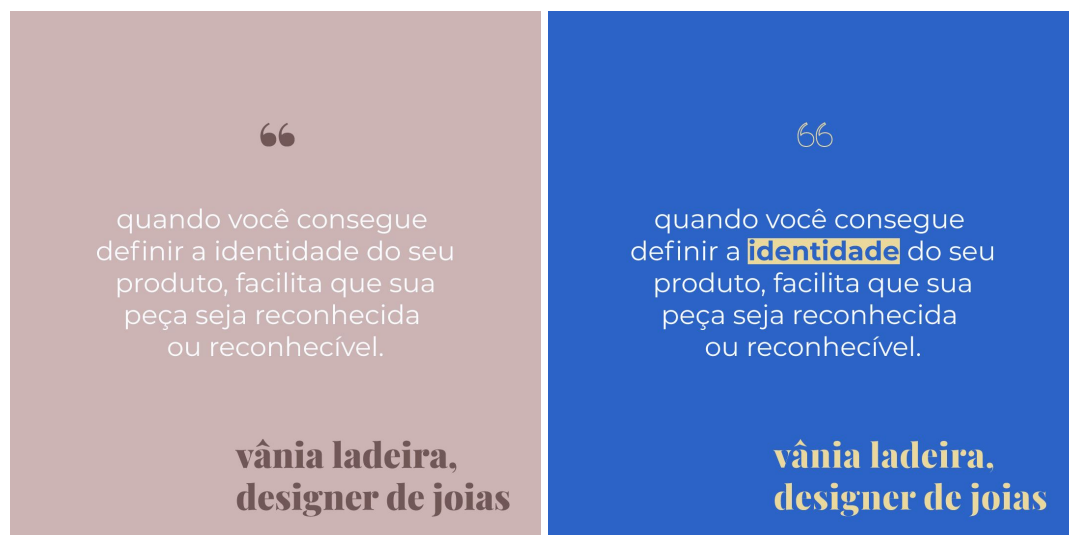 “
quando você consegue
definir a identidade do seu
produto, facilita que sua
peça seja reconhecida
ou reconhecível.
vânia ladeira,
designer de joias
“
quando você consegue
definir a identidade do seu
produto, facilita que sua
peça seja reconhecida
ou reconhecível.
vânia ladeira,
designer de joias